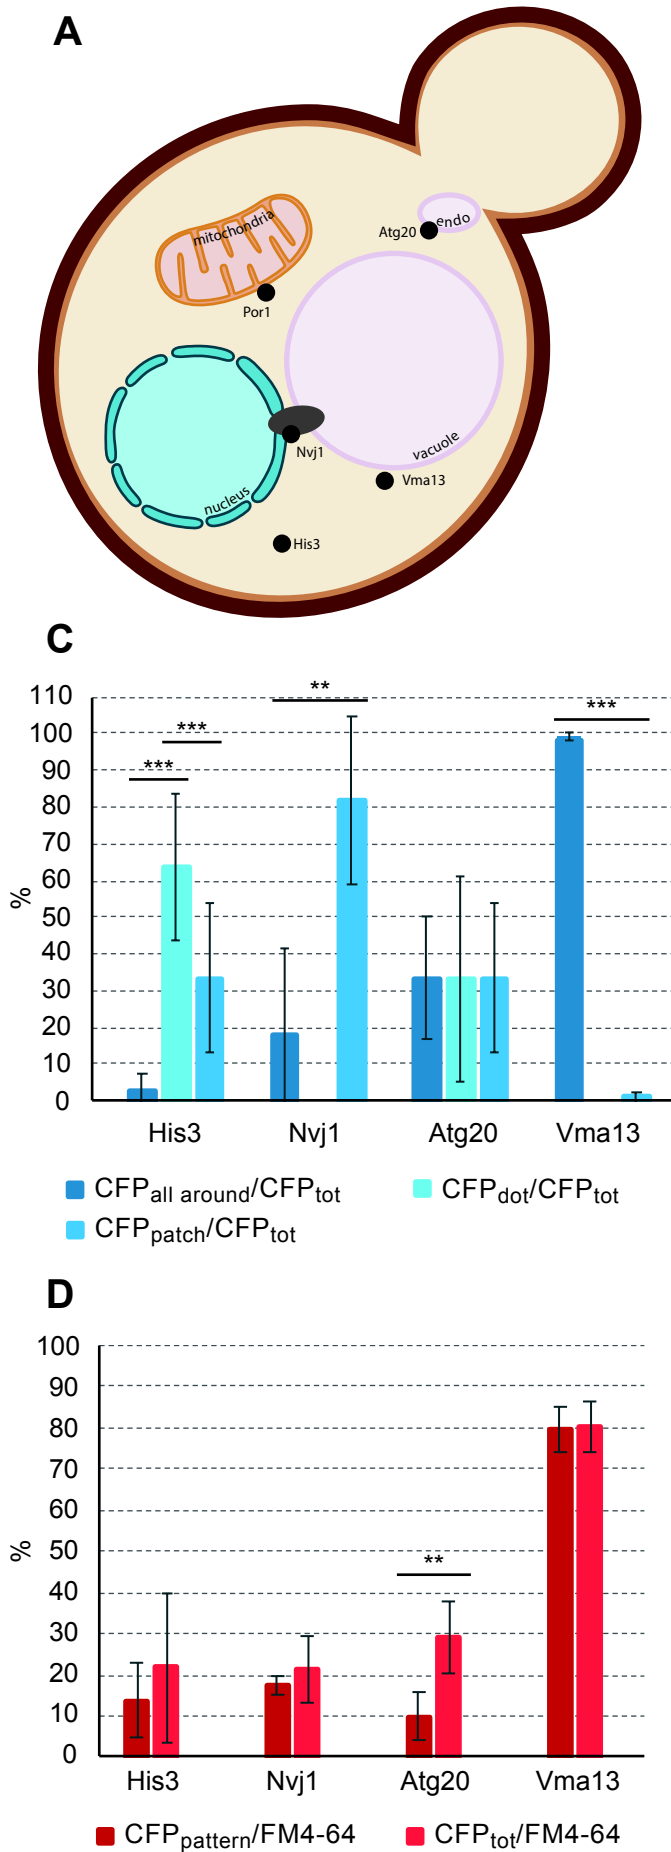 A
mitochondria
endo
Atg20
Por1
Nvj1
vacuole
Vma13
nucleus
His3
C
110
100
90
80
70
60
50
40
30
20
10
0
%
***
***
**
***
His3 Nvj1 Atg20 Vma13
CFPall around/CFPtot CFPdot/CFPtot
CFPpatch/CFPtot
D
100
90
80
70
60
50
40
30
20
10
0
%
**
His3 Nvj1 Atg20 Vma13
CFPpattern/FM4-64 CFPtot/FM4-64